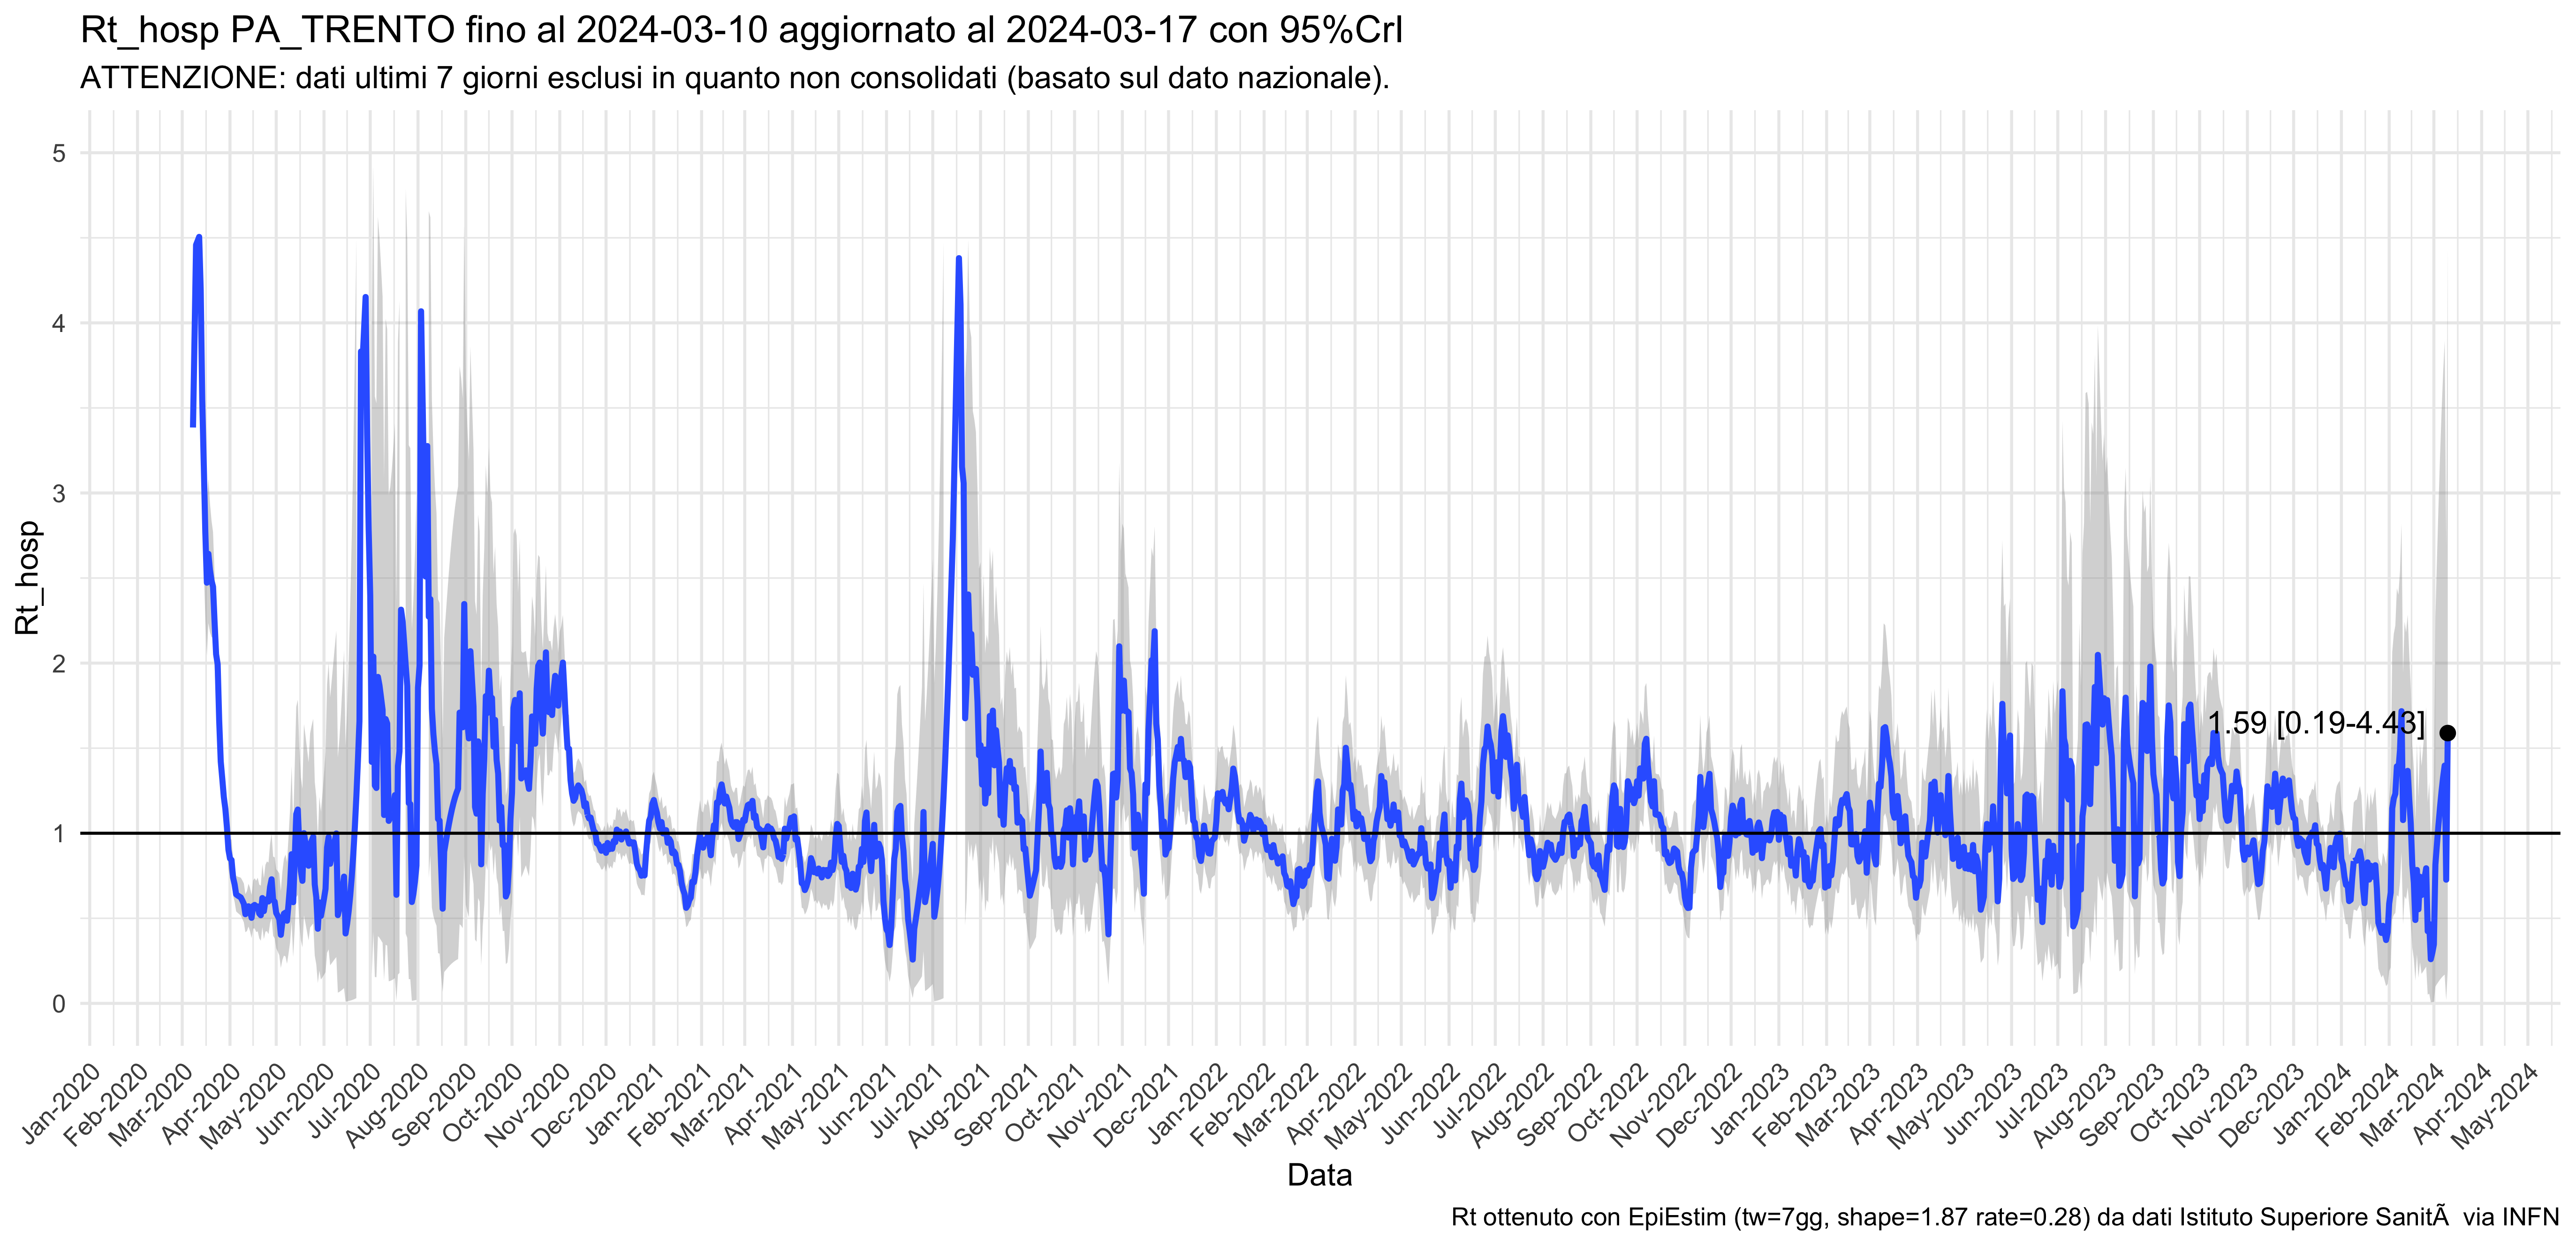 Rt_hosp PA_TRENTO fino al 2024-03-10 aggiornato al 2024-03-17 con 95%CrI
ATTENZIONE: dati ultimi 7 giorni esclusi in quanto non consolidati (basato sul dato nazionale).
5
4
3
2
1
0
Rt_hosp
1.59 [0.19-4.43]
Jan-2020
Feb-2020
Mar-2020
Apr-2020
May-2020
Jun-2020
Jul-2020
Aug-2020
Sep-2020
Oct-2020
Nov-2020
Dec-2020
Jan-2021
Feb-2021
Mar-2021
Apr-2021
May-2021
Jun-2021
Jul-2021
Aug-2021
Sep-2021
Oct-2021
Nov-2021
Dec-2021
Jan-2022
Feb-2022
Mar-2022
Apr-2022
May-2022
Jun-2022
Jul-2022
Aug-2022
Sep-2022
Oct-2022
Nov-2022
Dec-2022
Jan-2023
Feb-2023
Mar-2023
Apr-2023
May-2023
Jun-2023
Jul-2023
Aug-2023
Sep-2023
Oct-2023
Nov-2023
Dec-2023
Jan-2024
Feb-2024
Mar-2024
Apr-2024
May-2024
Data
Rt ottenuto con EpiEstim (tw=7gg, shape=1.87 rate=0.28) da dati Istituto Superiore SanitÃ  via INFN